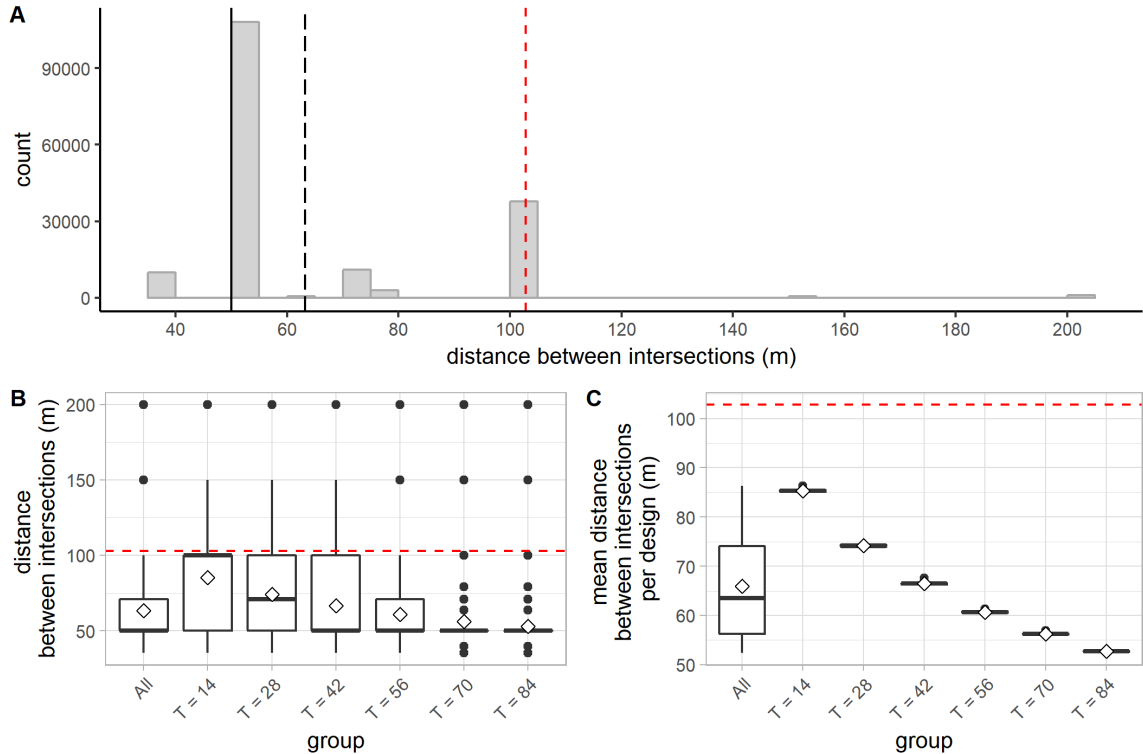 A
count
90000
60000
30000
0
40 60 80 100 120 140 160 180 200
distance between intersections (m)
B
distance
between intersections (m)
200
150
100
50
All T = 14 T = 28 T = 42 T = 56 T = 70 T = 84
group
C
mean distance
between intersections
per design (m)
100
90
80
70
60
50
All T = 14 T = 28 T = 42 T = 56 T = 70 T = 84
group